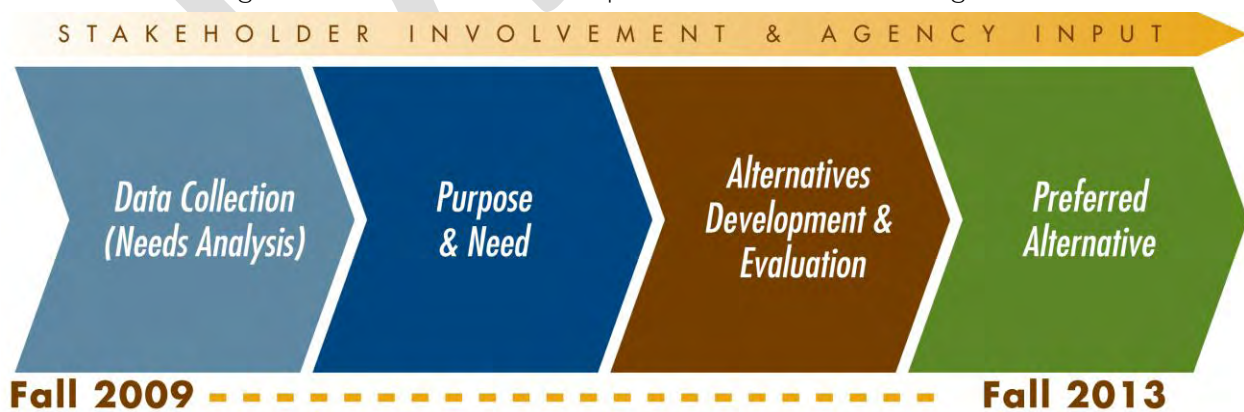 STAKEHOLDER INVOLVEMENT & AGENCY INPUT
Data Collection
(Needs Analysis)
Purpose
& Need
Alternatives
Development &
Evaluation
Preferred
Alternative
Fall 2009
Fall 2013